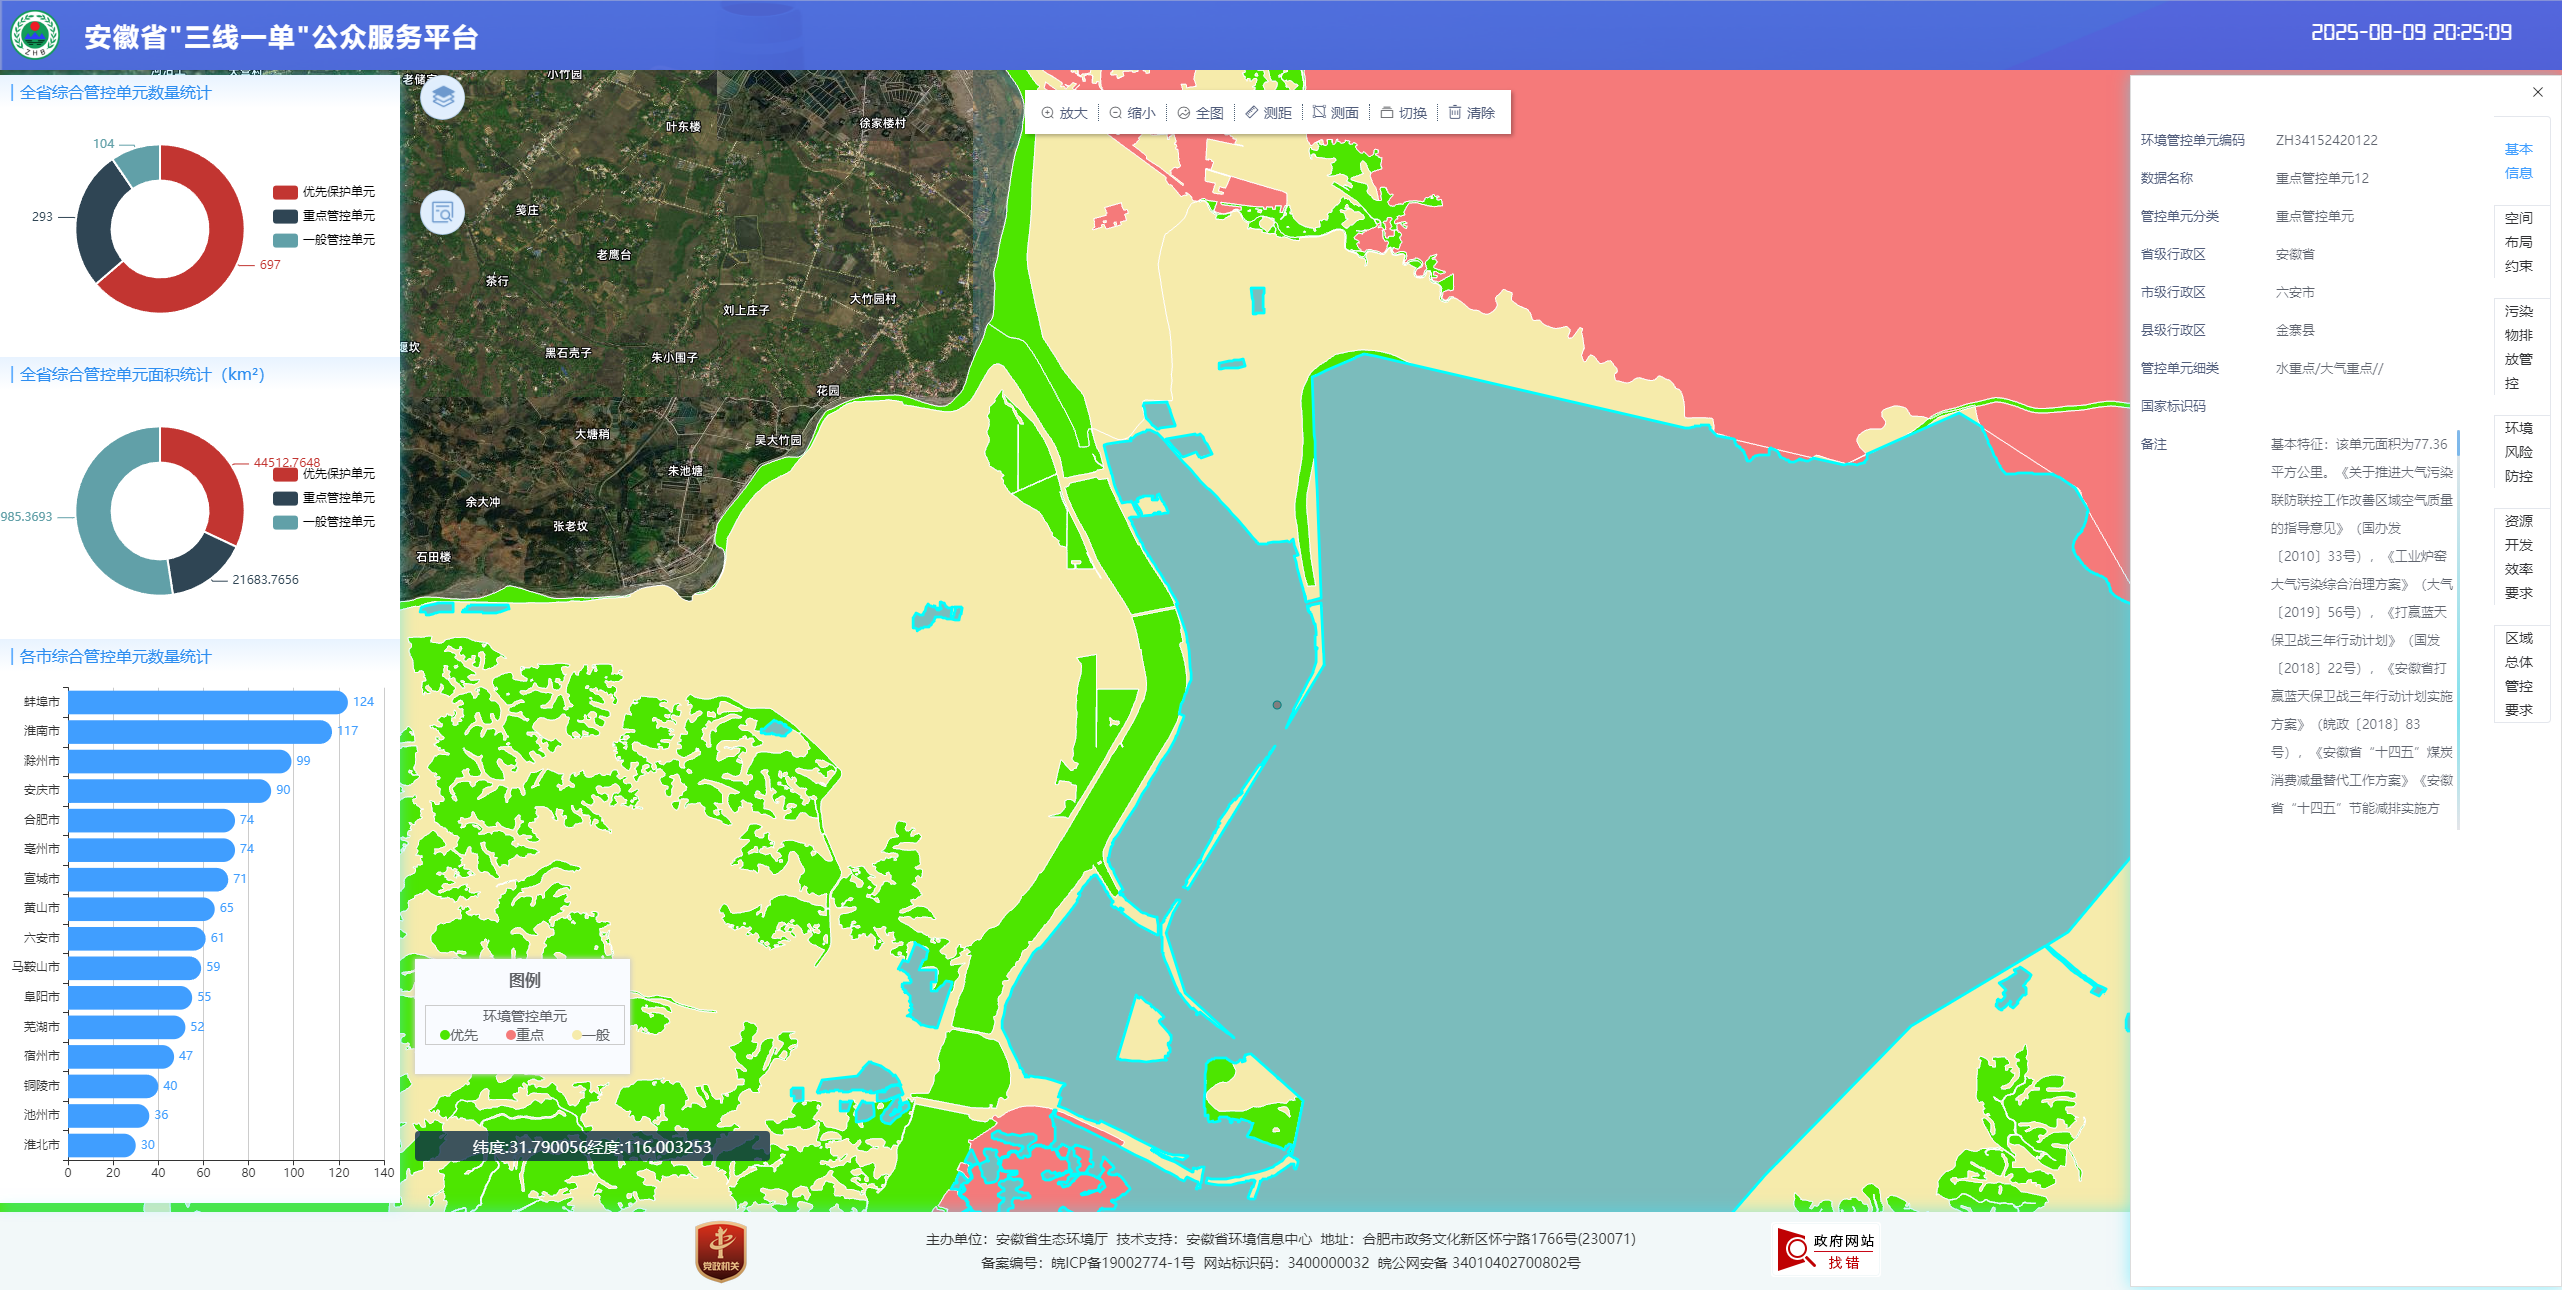 安徽省"三线一单"公众服务平台
2025-08-09 20:25:09
全省综合管控单元数量统计
104
293
697
优先保护单元
重点管控单元
一般管控单元
全省综合管控单元面积统计（km²）
44512.7648
985.3693
21683.7656
优先保护单元
重点管控单元
一般管控单元
各市综合管控单元数量统计
蚌埠市 124
淮南市 117
滁州市 99
安庆市 90
合肥市 74
亳州市 74
宣城市 71
黄山市 65
六安市 61
马鞍山市 59
阜阳市 55
芜湖市 52
宿州市 47
铜陵市 40
池州市 36
淮北市 30
0 20 40 60 80 100 120 140
小竹园
叶东楼
徐家楼村
笺庄
老鹰台
茶行
大竹园村
刘上庄子
黑石壳子
朱小围子
花园
大塘稍
吴大竹园
朱池塘
余大冲
张老坟
石田楼
放大 缩小 全图 测距 测面 切换 清除
图例
环境管控单元
优先 重点 一般
纬度:31.790056经度:116.003253
环境管控单元编码 ZH34152420122
数据名称 重点管控单元12
管控单元分类 重点管控单元
省级行政区 安徽省
市级行政区 六安市
县级行政区 金寨县
管控单元细类 水重点/大气重点//
国家标识码
备注 基本特征：该单元面积为77.36
平方公里。《关于推进大气污染
联防联控工作改善区域空气质量
的指导意见》（国办发
〔2010〕33号），《工业炉窑
大气污染综合治理方案》（大气
〔2019〕56号），《打赢蓝天
保卫战三年行动计划》（国发
〔2018〕22号），《安徽省打
赢蓝天保卫战三年行动计划实施
方案》（皖政〔2018〕83
号），《安徽省“十四五”煤炭
消费减量替代工作方案》《安徽
省“十四五”节能减排实施方
基本
信息
空间
布局
约束
污染
物排
放管
控
环境
风险
防控
资源
开发
效率
要求
区域
总体
管控
要求
党政机关
主办单位：安徽省生态环境厅 技术支持：安徽省环境信息中心 地址：合肥市政务文化新区怀宁路1766号(230071)
备案编号：皖ICP备19002774-1号 网站标识码：3400000032 皖公网安备 34010402700802号
政府网站
找错